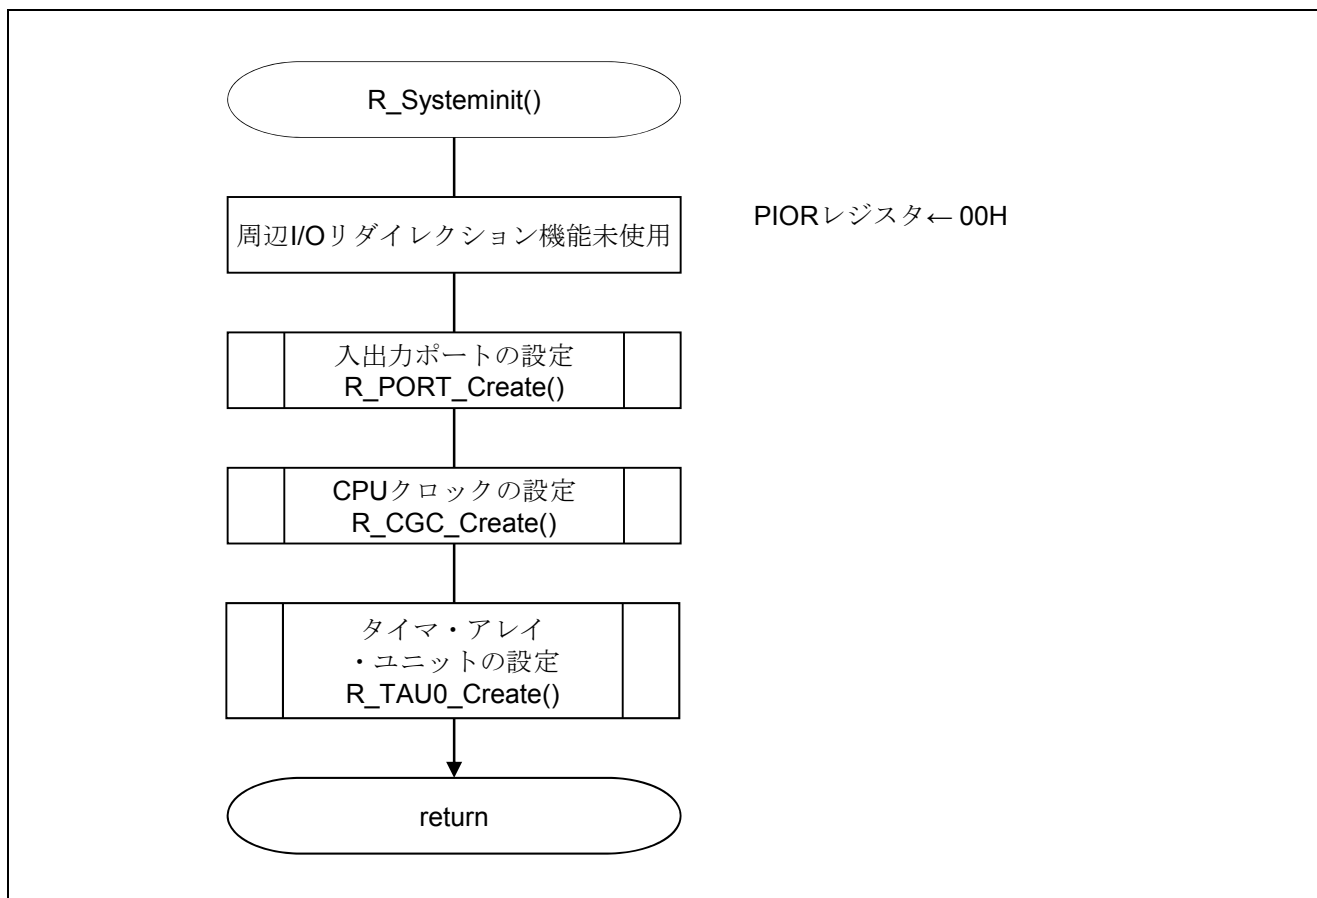 R_Systeminit()
周辺I/Oリダイレクション機能未使用
PIORレジスタ← 00H
入出力ポートの設定
R_PORT_Create()
CPUクロックの設定
R_CGC_Create()
タイマ・アレイ
・ユニットの設定
R_TAU0_Create()
return